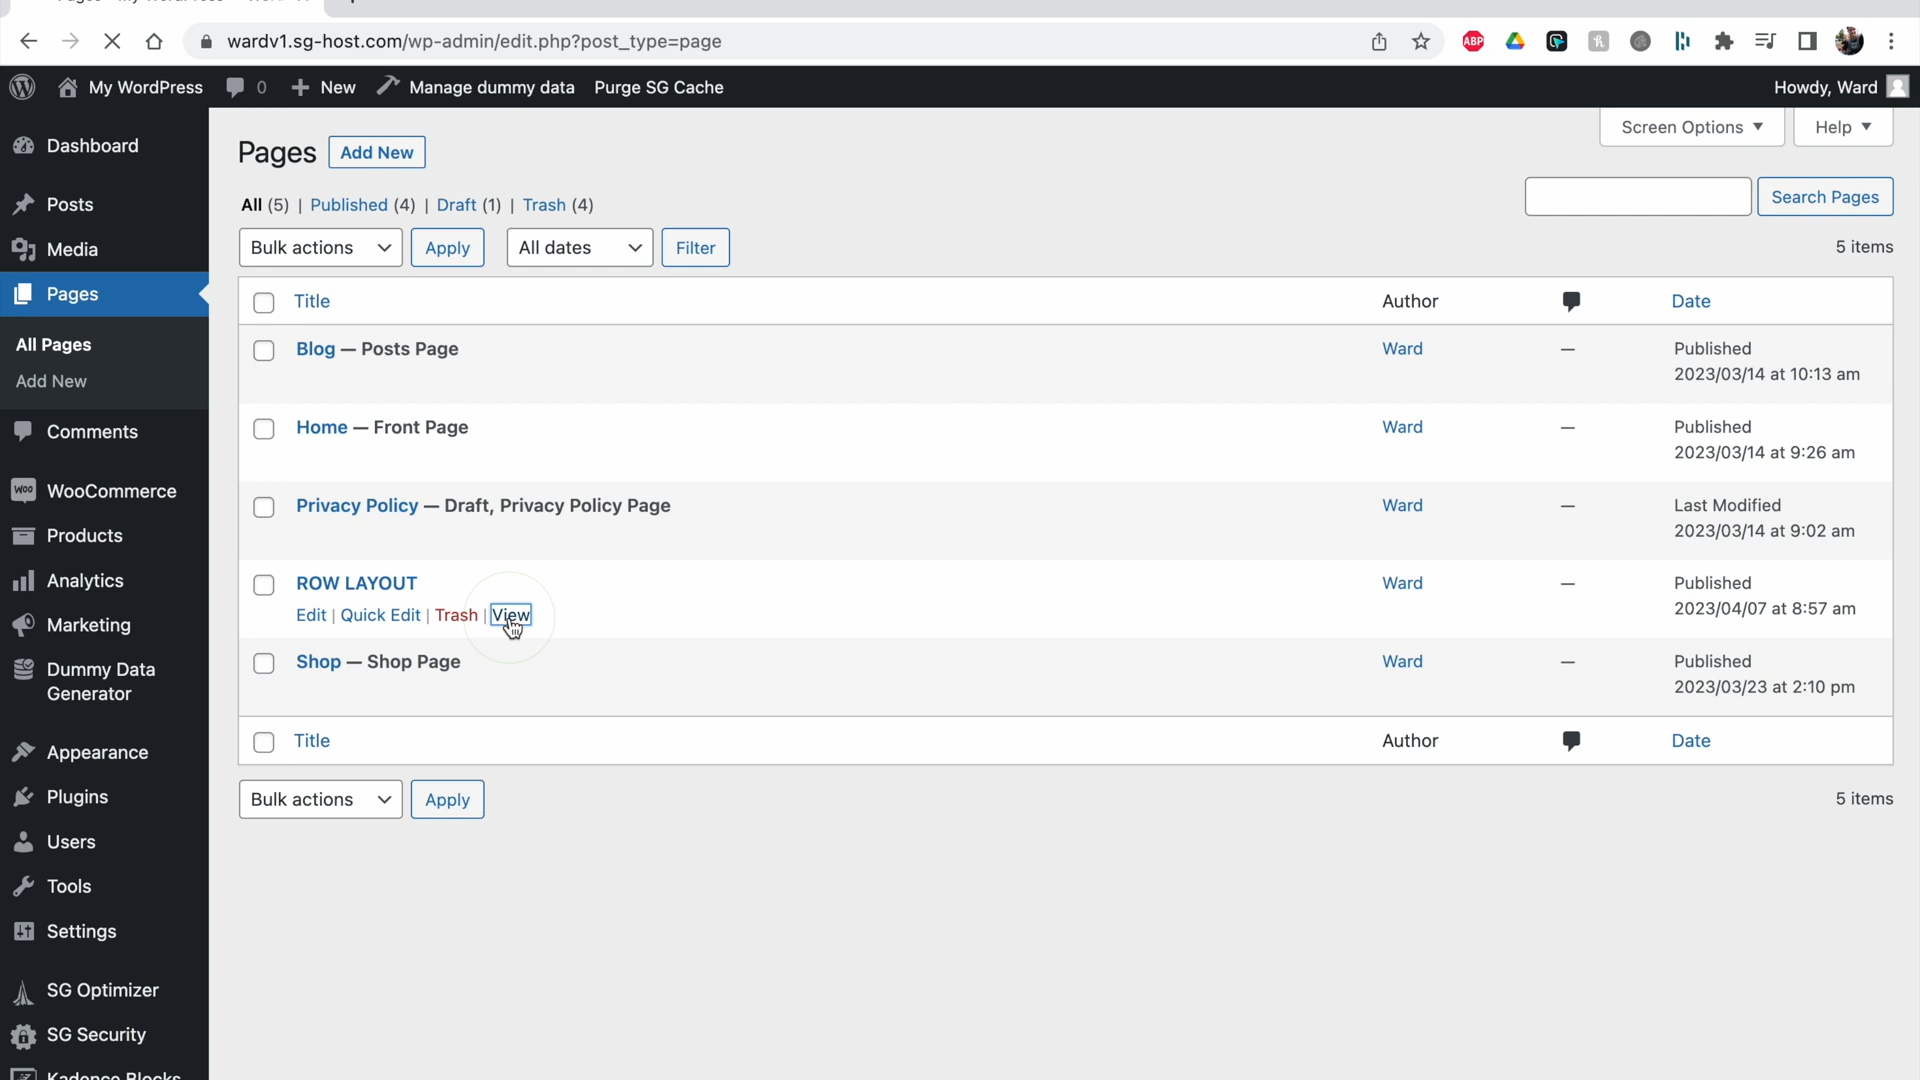 wardv1.sg-host.com/wp-admin/edit.php?post_type=page
ABP
My WordPress 0 New Manage dummy data Purge SG Cache Howdy, Ward
Screen Options Help
Dashboard
Posts
Media
Pages
All Pages
Add New
Comments
Woo WooCommerce
Products
Analytics
Marketing
Dummy Data
Generator
Appearance
Plugins
Users
Tools
Settings
SG Optimizer
SG Security
Kadence Blocks
Pages Add New
All (5) | Published (4) | Draft (1) | Trash (4)
Search Pages
Bulk actions Apply All dates Filter 5 items
Title Author Date
Blog — Posts Page Ward — Published
2023/03/14 at 10:13 am
Home — Front Page Ward — Published
2023/03/14 at 9:26 am
Privacy Policy — Draft, Privacy Policy Page Ward — Last Modified
2023/03/14 at 9:02 am
ROW LAYOUT Ward — Published
Edit | Quick Edit | Trash | View 2023/04/07 at 8:57 am
Shop — Shop Page Ward — Published
2023/03/23 at 2:10 pm
Title Author Date
Bulk actions Apply 5 items